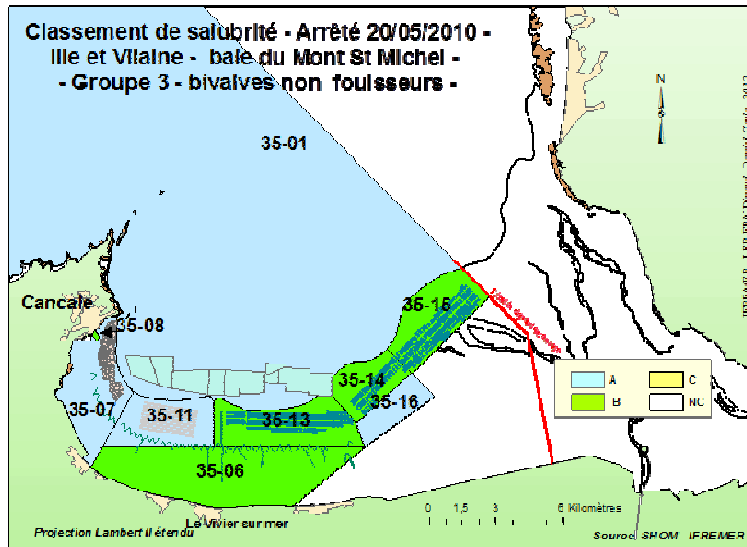 Classement de salubrité - Arrêté 20/05/2010 -
Ille et Vilaine - baie du Mont St Michel -
- Groupe 3 - bivalves non fouisseurs -
N
35-01
Cancale
35-08
35-15
35-14
35-07
35-11
35-13
35-16
35-06
A
C
B
NC
Le Vivier sur mer
0 1,5 3 6 Kilomètres
Projection Lambert II étendu
Source SHOM IFREMER